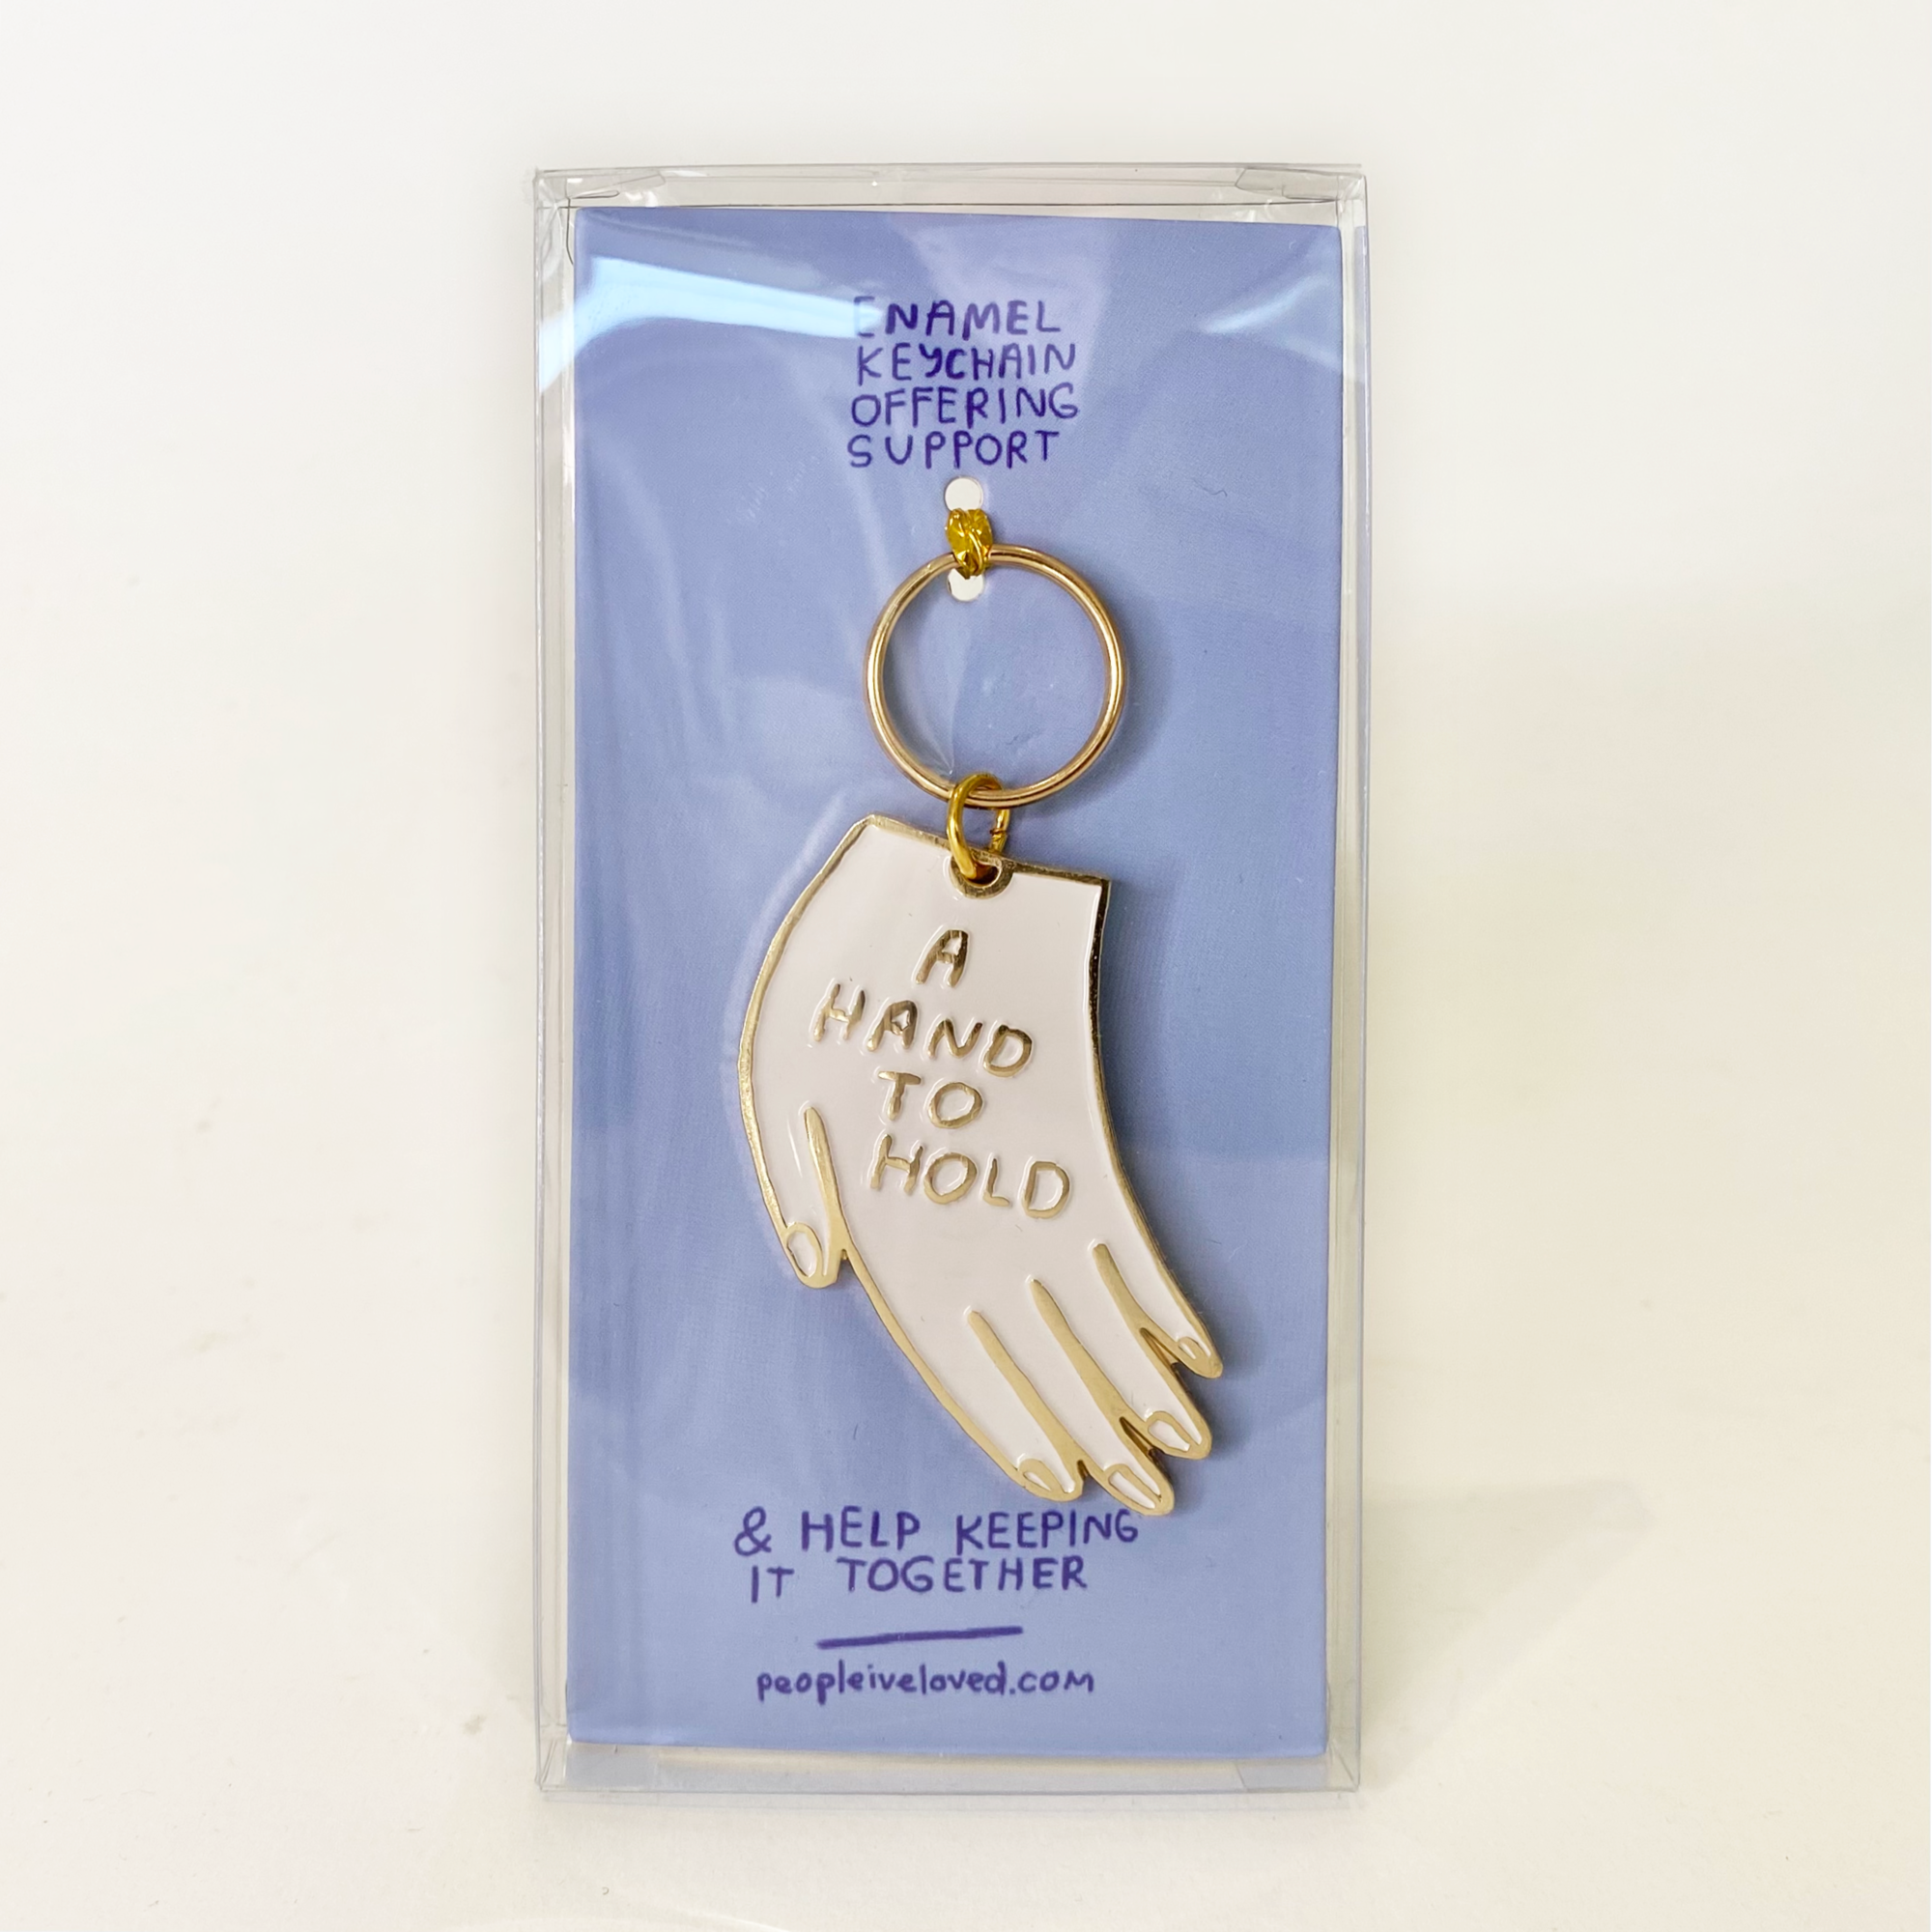 ENAMEL
KEYCHAIN
OFFERING
SUPPORT
A
HAND
TO
HOLD
& HELP KEEPING
IT TOGETHER
peopleiveloved.com